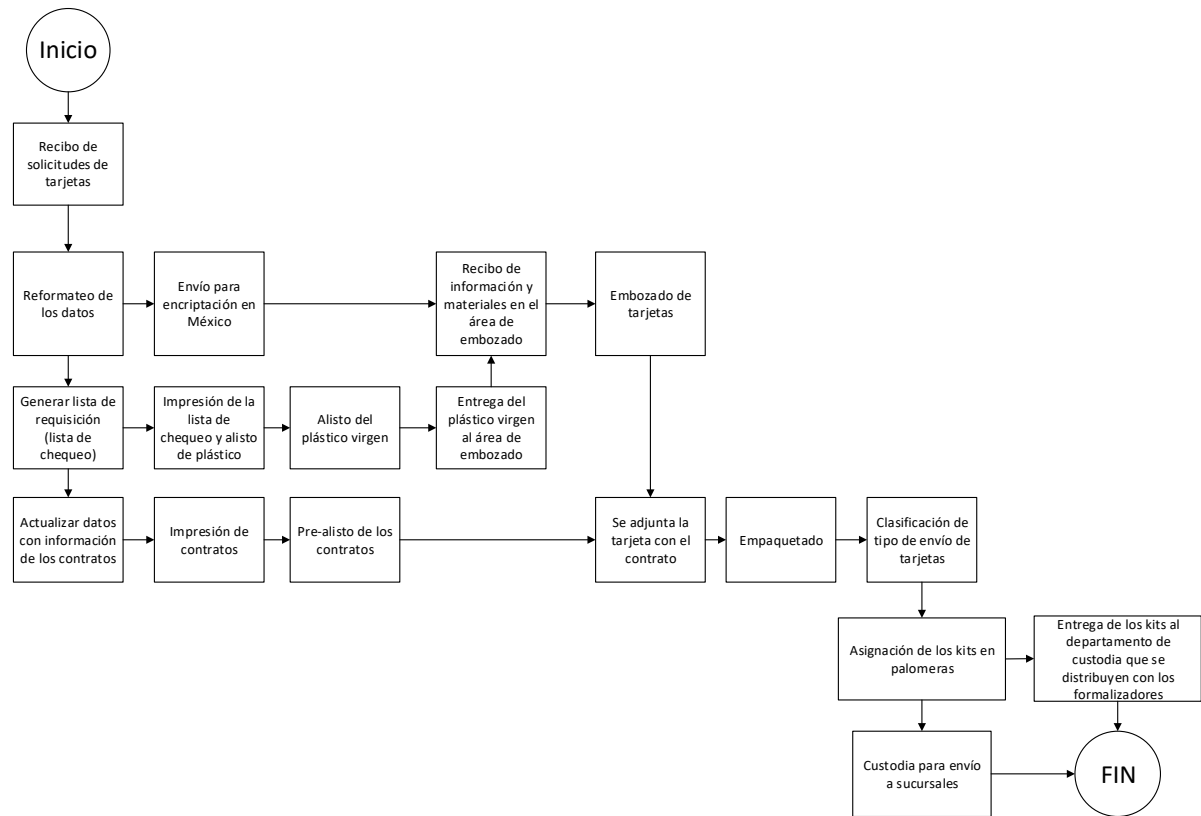 Inicio
Recibo de
solicitudes de
tarjetas
Reformateo de
los datos
Envío para
encriptación en
México
Recibo de
información y
materiales en el
área de
embozado
Embozado de
tarjetas
Generar lista de
requisición
(lista de
chequeo)
Impresión de la
lista de
chequeo y alisto
de plástico
Alisto del
plástico virgen
Entrega del
plástico virgen
al área de
embozado
Actualizar datos
con información
de los contratos
Impresión de
contratos
Pre-alisto de los
contratos
Se adjunta la
tarjeta con el
contrato
Empaquetado
Clasificación de
tipo de envío de
tarjetas
Asignación de los kits en
palomeras
Entrega de los kits al
departamento de
custodia que se
distribuyen con los
formalizadores
Custodia para envío
a sucursales
FIN